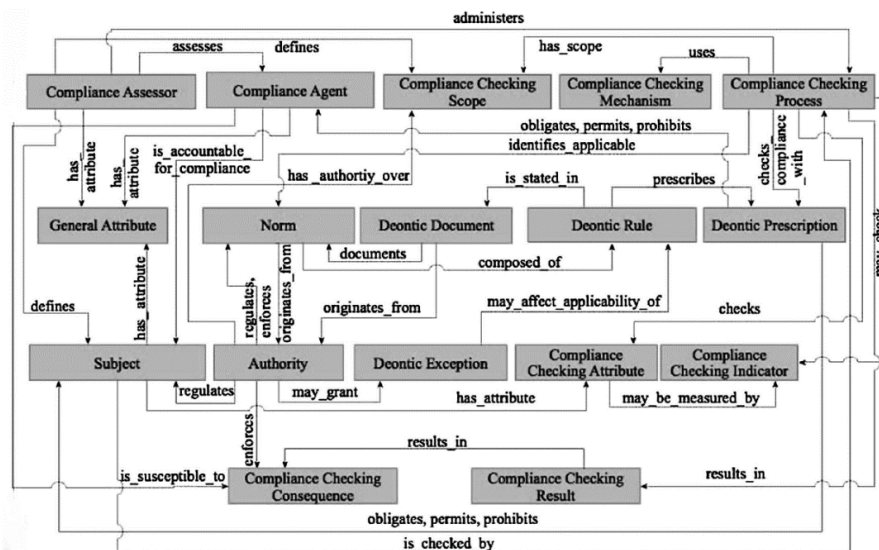 administers
assesses
defines
has_scope
uses
Compliance Assessor
Compliance Agent
Compliance Checking
Scope
Compliance Checking
Mechanism
Compliance Checking
Process
obligates, permits, prohibits
identifies_applicable
has_
attribute
has_
attribute
is_accountable_
for_compliance
has _authortiy_over
is_stated_in
prescribes
checks_
compliance
_with
may_check
General Attribute
Norm
Deontic Document
Deontic Rule
Deontic Prescription
documents
composed_of
defines
has_attribute
regulates,
enforces
originates_from
originates_from
may_affect_applicability_of
checks
Subject
Authority
Deontic Exception
Compliance
Checking Attribute
Compliance
Checking Indicator
regulates
may_grant
has_attribute
may_be_measured_by
enforces
results_in
is_susceptible_to
Compliance Checking
Consequence
Compliance Checking
Result
results_in
obligates, permits, prohibits
is_checked_by